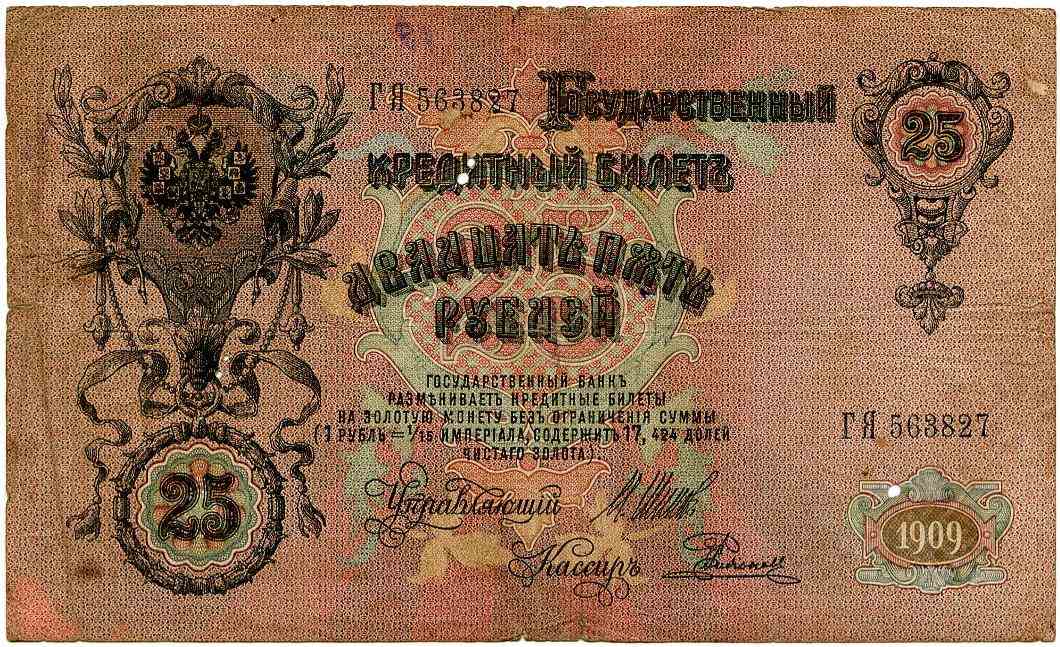 ГЯ 563827 Государственный
25
кредитный билетъ
двадцать пять
рублей
Государственный банкъ
размѣниваетъ кредитные билеты
на золотую монету безъ ограниченія суммы
(1 рубль = 1/15 имперіала, содержитъ 17, 424 долей
чистаго золота).
ГЯ 563827
25
Управляющій
Кассиръ
1909